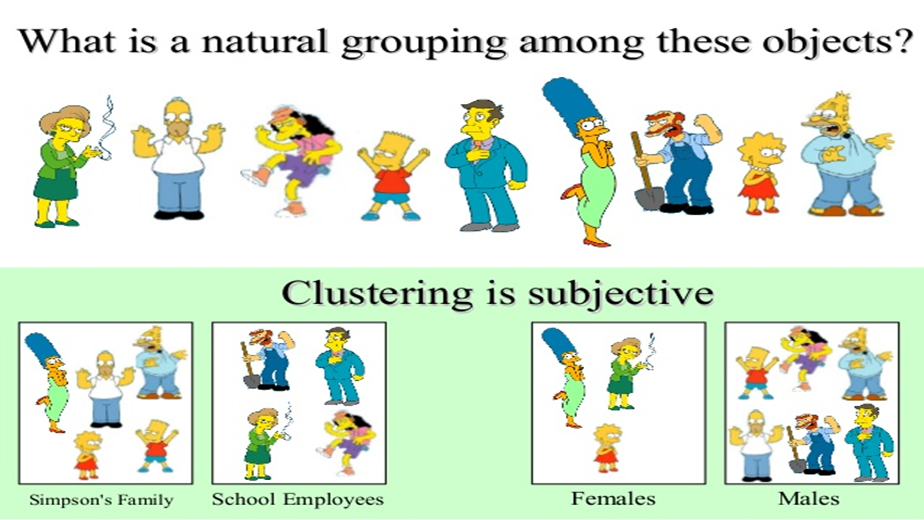 What is a natural grouping among these objects?
Clustering is subjective
Simpson's Family
School Employees
Females
Males